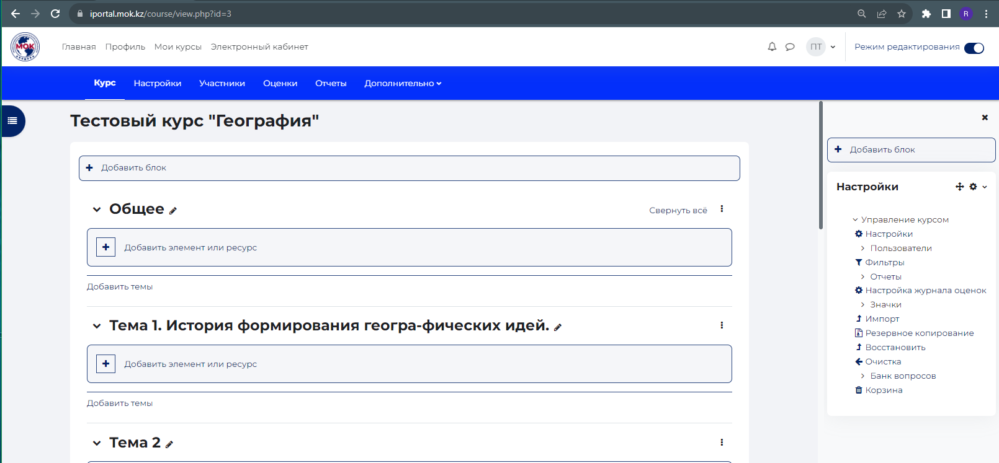 iportal.mok.kz/course/view.php?id=3
R
МОК
Главная Профиль Мои курсы Электронный кабинет
ПТ
Режим редактирования
Курс Настройки Участники Оценки Отчеты Дополнительно
Тестовый курс "География"
Добавить блок
Общее
Свернуть всё
Добавить элемент или ресурс
Добавить темы
Тема 1. История формирования геогра-фических идей.
Добавить элемент или ресурс
Добавить темы
Тема 2
Добавить блок
Настройки
Управление курсом
Настройки
Пользователи
Фильтры
Отчеты
Настройка журнала оценок
Значки
Импорт
Резервное копирование
Восстановить
Очистка
Банк вопросов
Корзина